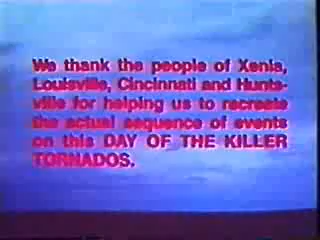 We thank the people of Xenia,
Louisville, Cincinnati and Hunts-
ville for helping us to recreate
the actual sequence of events
on this DAY OF THE KILLER
TORNADOS.